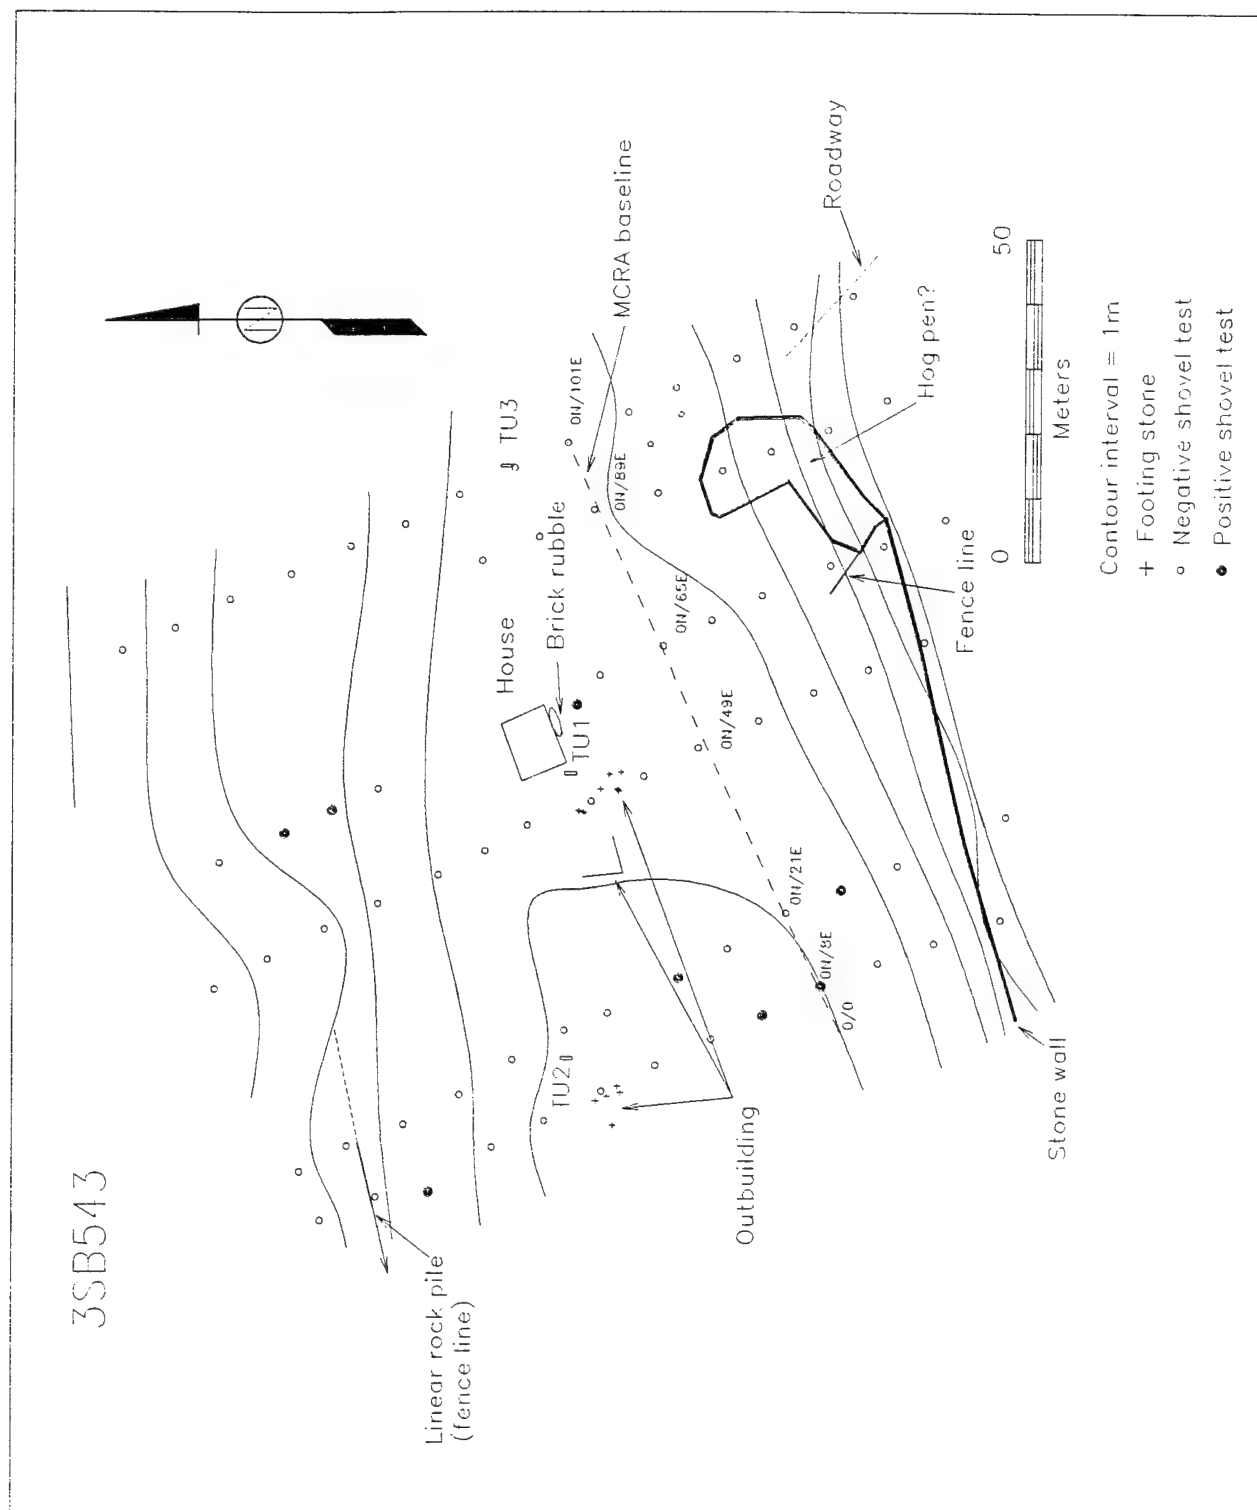 3SB543
TU3
0N/101E
MCRA baseline
Roadway
0N/89E
Brick rubble
House
0N/65E
Hog pen?
TU1
0N/49E
Fence line
0N/21E
0N/8E
0/0
TU2
Outbuilding
Stone wall
Linear rock pile
(fence line)
0
50
Meters
Contour interval = 1m
+ Footing stone
o Negative shovel test
● Positive shovel test